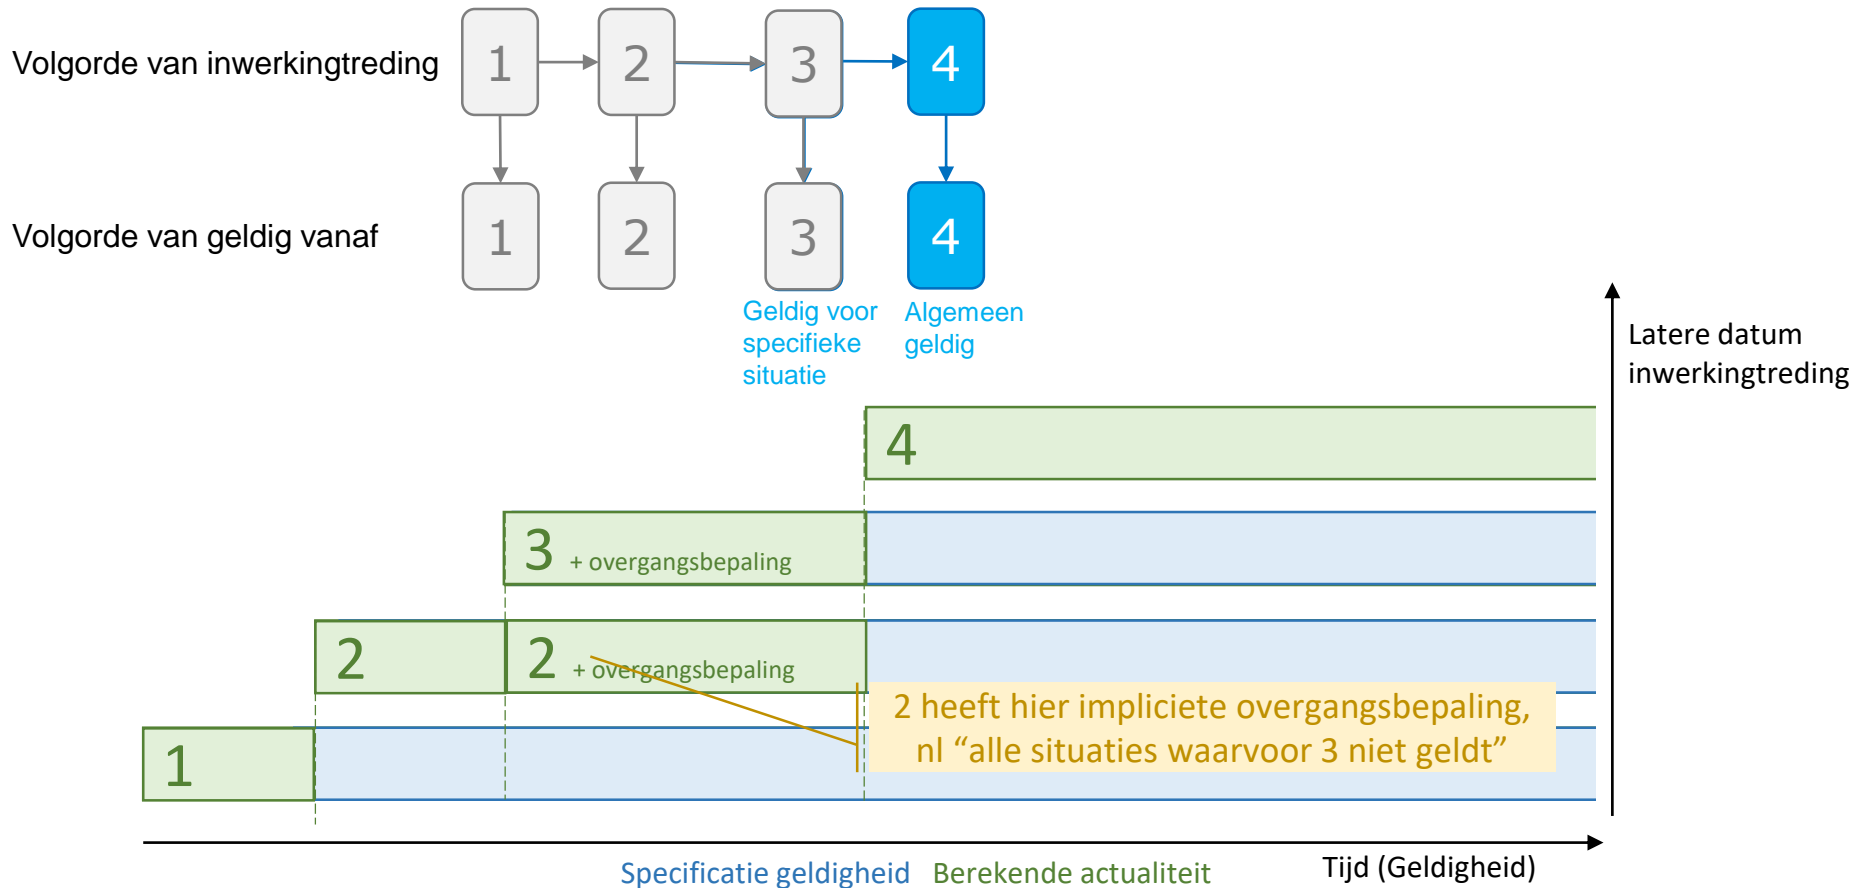 Volgorde van inwerkingtreding
1 2 3 4
Volgorde van geldig vanaf
1 2 3 4
Geldig voor
specifieke
situatie
Algemeen
geldig
Latere datum
inwerkingtreding
4
3 + overgangsbepaling
2
2 + overgangsbepaling
2 heeft hier impliciete overgangsbepaling,
nl “alle situaties waarvoor 3 niet geldt”
1
Specificatie geldigheid
Berekende actualiteit
Tijd (Geldigheid)